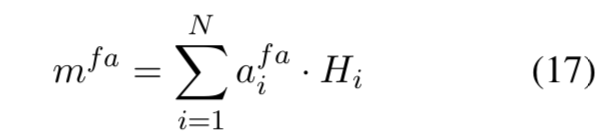 $m^{fa} = \sum_{i=1}^{N} a_i^{fa} \cdot H_i$ (17)